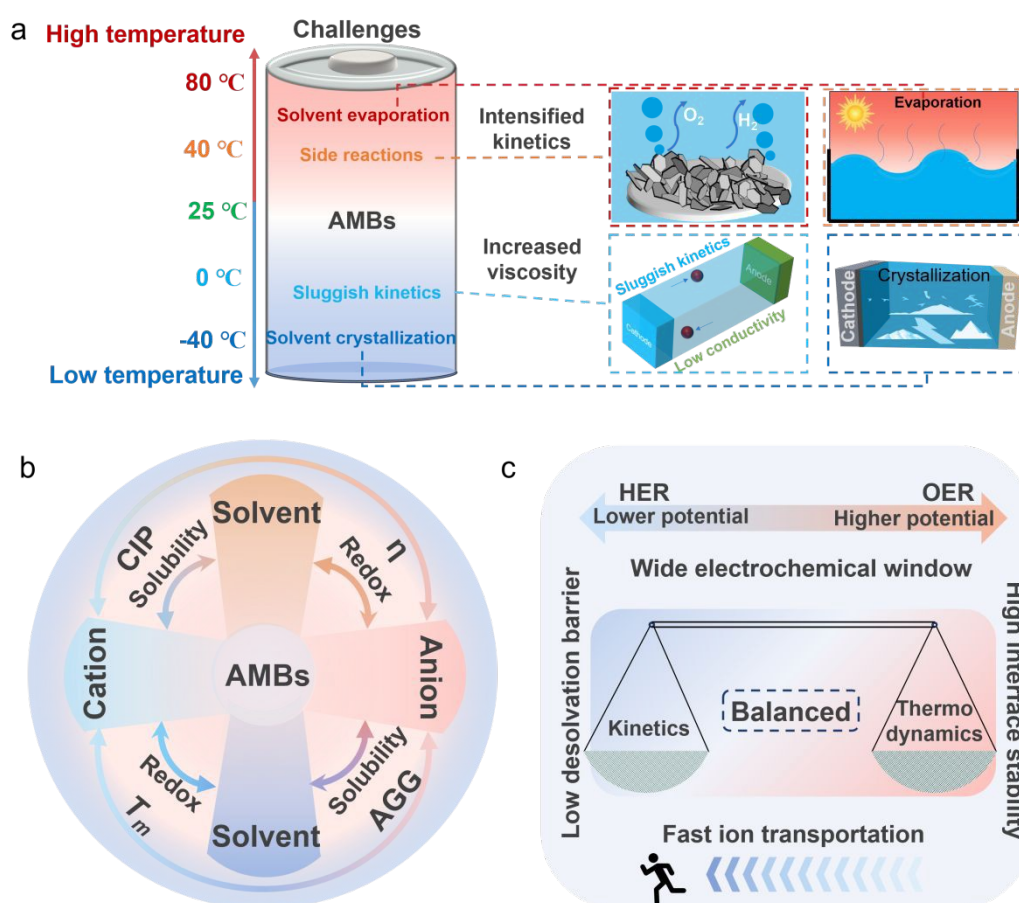 a
High temperature
Challenges
80 ℃
Solvent evaporation
40 ℃
Side reactions
25 ℃
AMBs
0 ℃
Sluggish kinetics
-40 ℃
Solvent crystallization
Low temperature
Intensified
kinetics
Increased
viscosity
O2
H2
Evaporation
Sluggish kinetics
Anode
Cathode
Low conductivity
Crystallization
Cathode
Anode
b
Solvent
CIP
Solubility
η
Redox
Cation
AMBs
Anion
Tm
Redox
Solubility
AGG
Solvent
c
HER
OER
Lower potential
Higher potential
Wide electrochemical window
Low desolvation barrier
High interrace stability
Kinetics
Balanced
Thermo
dynamics
Fast ion transportation